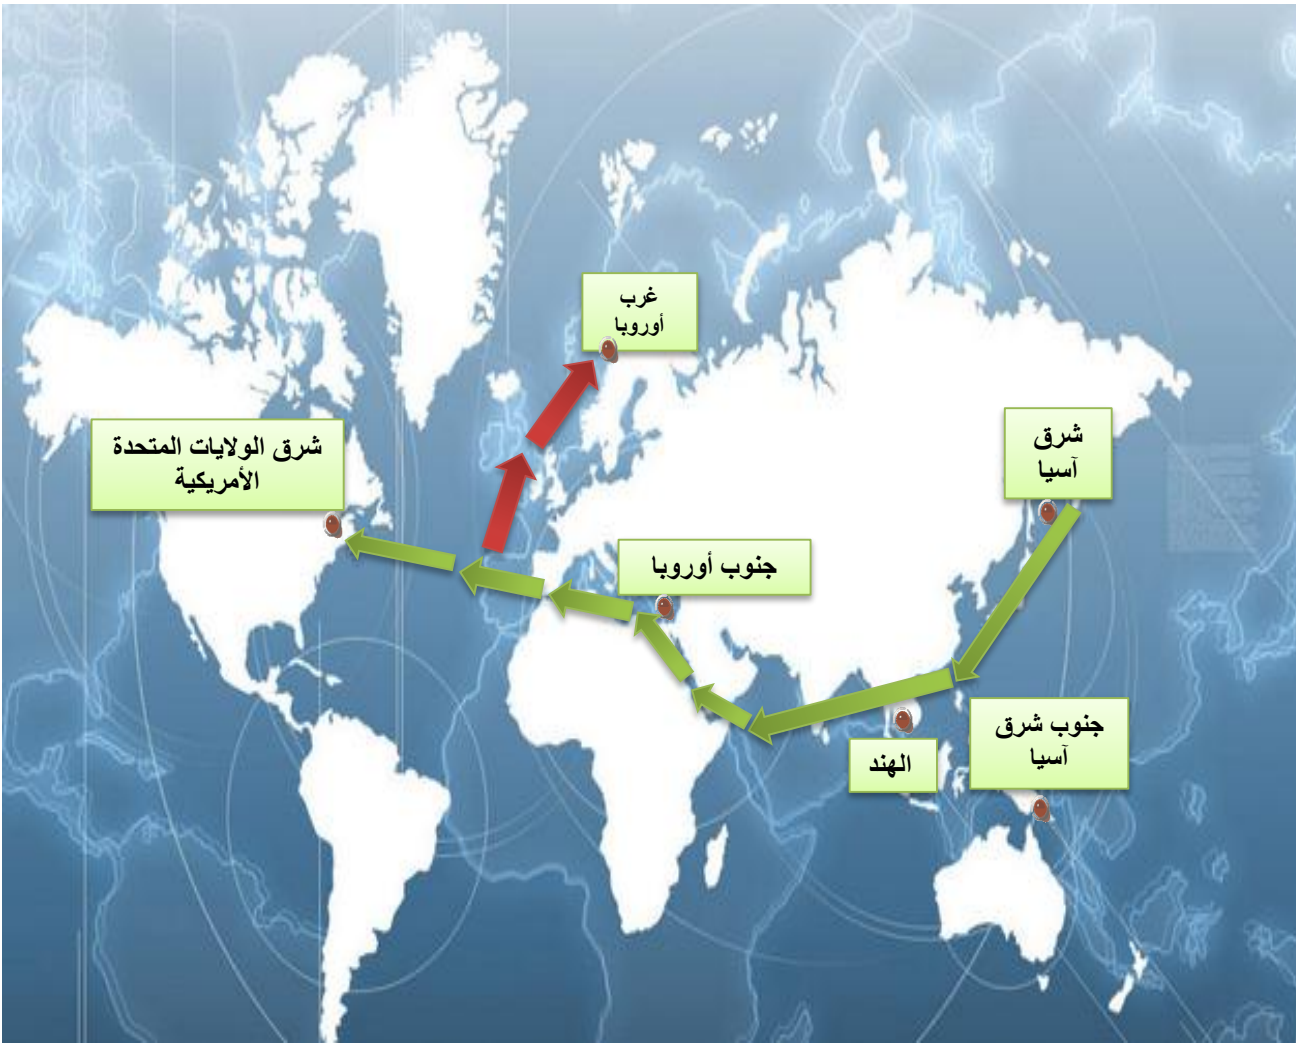 غرب
أوروبا
شرق الولايات المتحدة
الأمريكية
شرق
آسيا
جنوب أوروبا
جنوب شرق
آسيا
الهند